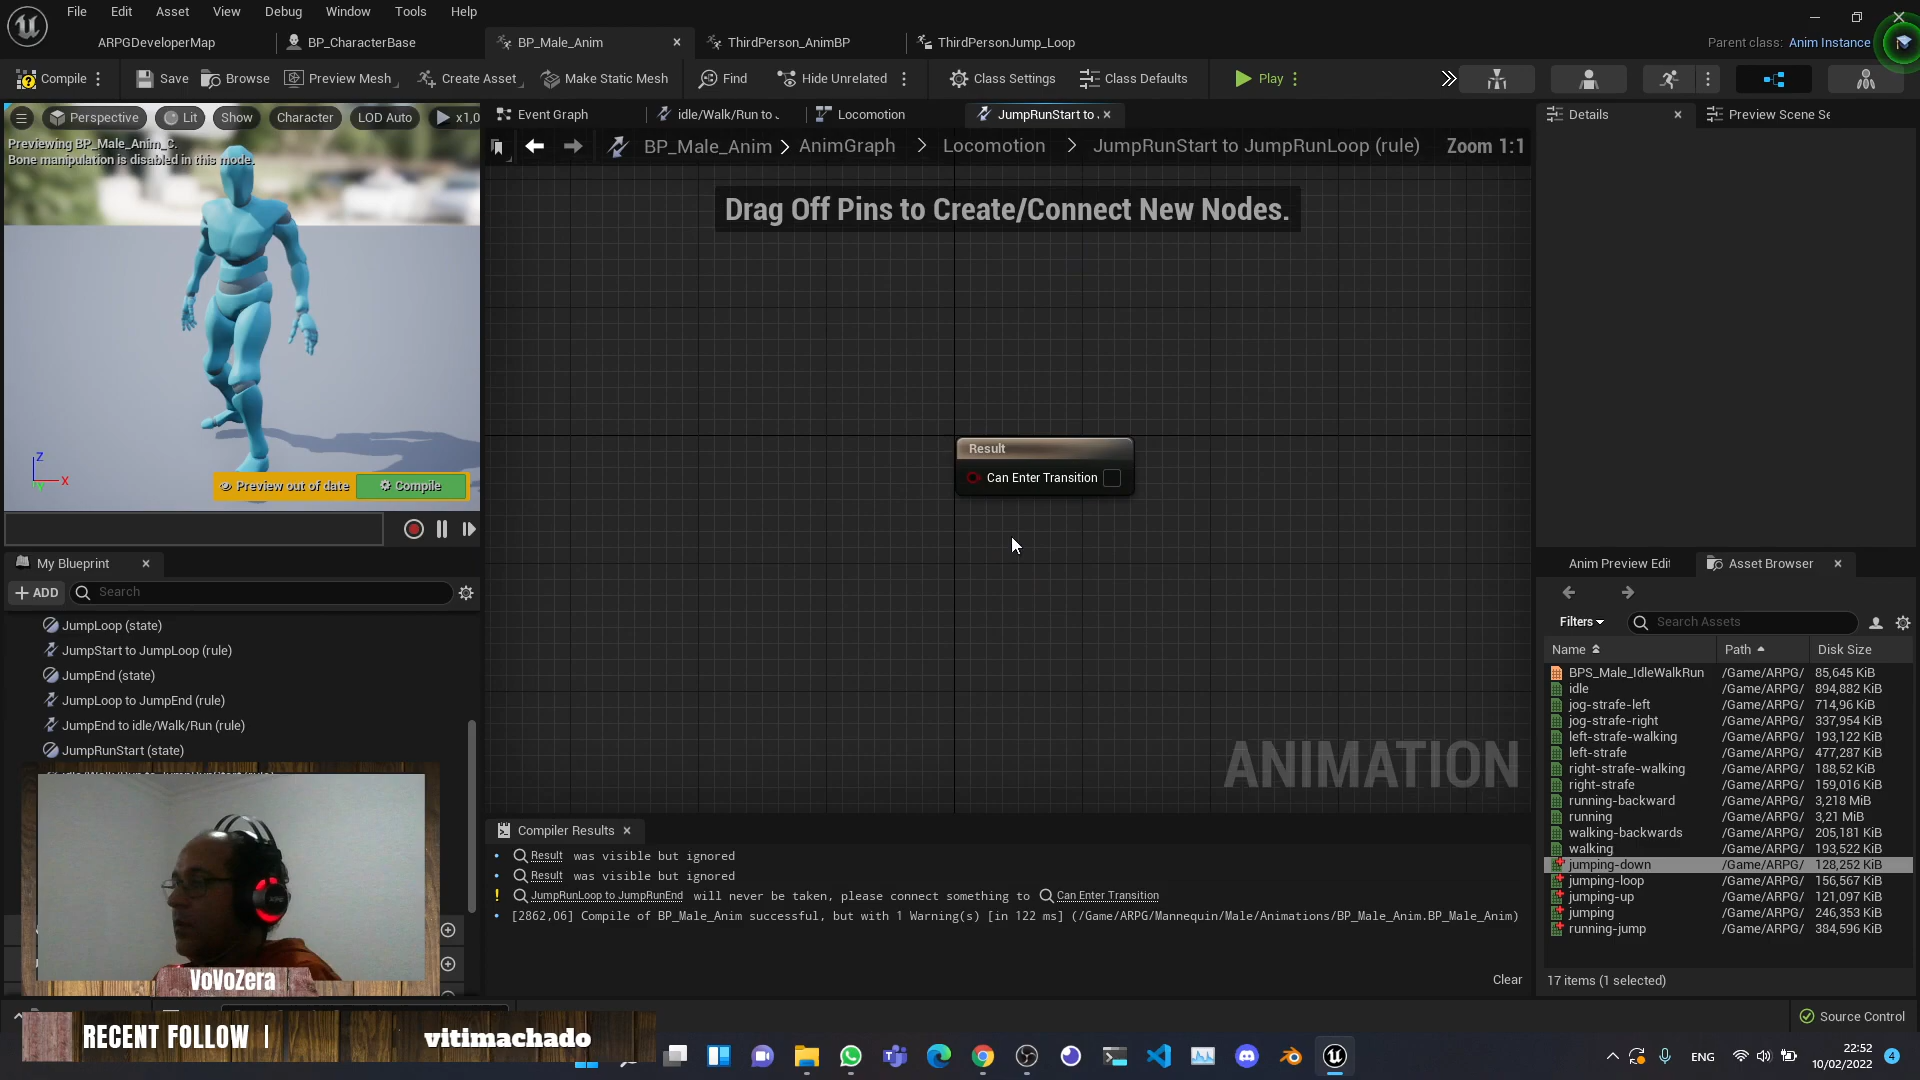 File Edit Asset View Debug Window Tools Help
ARPGDeveloperMap
BP_CharacterBase
BP_Male_Anim
ThirdPerson_AnimBP
ThirdPersonJump_Loop
Parent class: Anim Instance
Compile Save Browse Preview Mesh Create Asset Make Static Mesh Find Hide Unrelated Class Settings Class Defaults Play
Perspective Lit Show Character LOD Auto x1,0
Previewing BP_Male_Anim_C.
Bone manipulation is disabled in this mode.
Z
X
Preview out of date Compile
Event Graph idle/Walk/Run to Locomotion JumpRunStart to
BP_Male_Anim > AnimGraph > Locomotion > JumpRunStart to JumpRunLoop (rule) Zoom 1:1
Drag Off Pins to Create/Connect New Nodes.
Result
Can Enter Transition
ANIMATION
Details
Preview Scene Se
My Blueprint
ADD Search
JumpLoop (state)
JumpStart to JumpLoop (rule)
JumpEnd (state)
JumpLoop to JumpEnd (rule)
JumpEnd to idle/Walk/Run (rule)
JumpRunStart (state)
VoVoZera
RECENT FOLLOW |
vitimachado
Compiler Results
Result was visible but ignored
Result was visible but ignored
! JumpRunLoop to JumpRunEnd will never be taken, please connect something to Can Enter Transition
[2862,06] Compile of BP_Male_Anim successful, but with 1 Warning(s) [in 122 ms] (/Game/ARPG/Mannequin/Male/Animations/BP_Male_Anim.BP_Male_Anim)
Clear
Anim Preview Edit
Asset Browser
Filters Search Assets
Name Path Disk Size
BPS_Male_IdleWalkRun /Game/ARPG/ 85,645 KiB
idle /Game/ARPG/ 894,882 KiB
jog-strafe-left /Game/ARPG/ 714,96 KiB
jog-strafe-right /Game/ARPG/ 337,954 KiB
left-strafe-walking /Game/ARPG/ 193,122 KiB
left-strafe /Game/ARPG/ 477,287 KiB
right-strafe-walking /Game/ARPG/ 188,52 KiB
right-strafe /Game/ARPG/ 159,016 KiB
running-backward /Game/ARPG/ 3,218 MiB
running /Game/ARPG/ 3,21 MiB
walking-backwards /Game/ARPG/ 205,181 KiB
walking /Game/ARPG/ 193,522 KiB
jumping-down /Game/ARPG/ 128,252 KiB
jumping-loop /Game/ARPG/ 156,567 KiB
jumping-up /Game/ARPG/ 121,097 KiB
jumping /Game/ARPG/ 246,353 KiB
running-jump /Game/ARPG/ 384,596 KiB
17 items (1 selected)
Source Control
ENG
22:52
10/02/2022
4